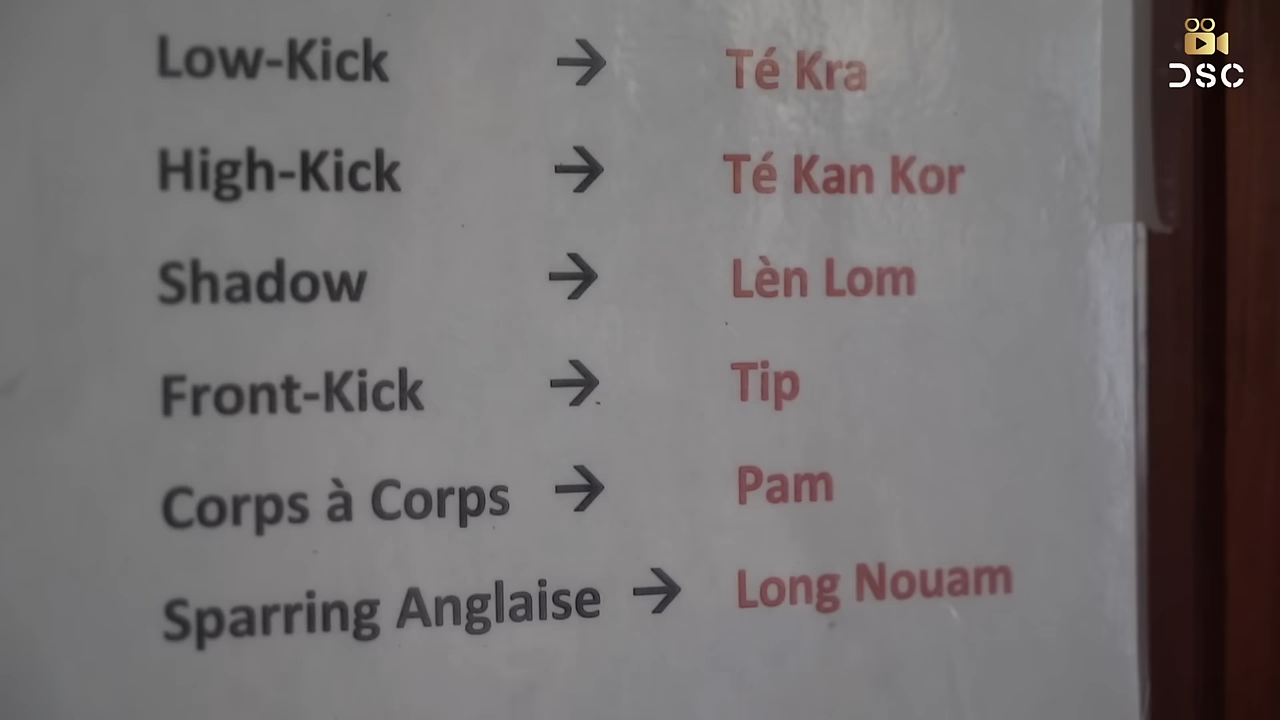 DSC
Low-Kick → Té Kra
High-Kick → Té Kan Kor
Shadow → Lèn Lom
Front-Kick → Tip
Corps à Corps → Pam
Sparring Anglaise → Long Nouam